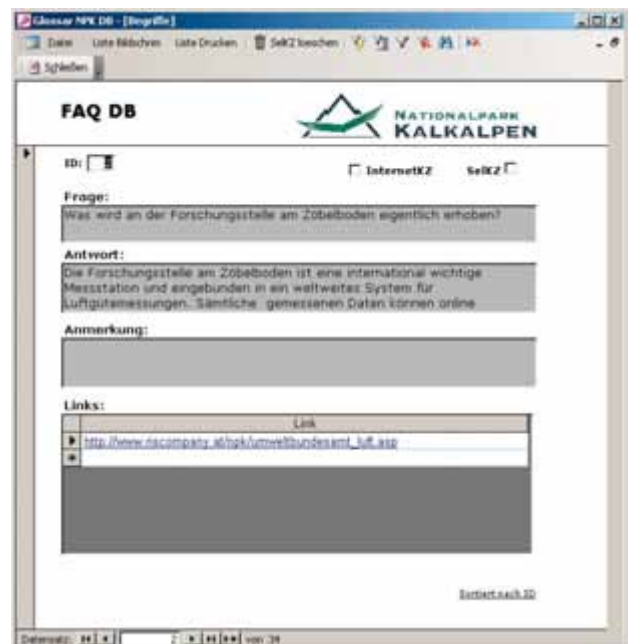 Glossar NPK DB - [Begriffe]
Datei Liste Bildschirm Liste Drucken SelKZ loeschen
Schließen
FAQ DB
NATIONALPARK
KALKALPEN
ID:
InternetKZ SelKZ
Frage:
Was wird an der Forschungsstelle am Zöbelboden eigentlich erhoben?
Antwort:
Die Forschungsstelle am Zöbelboden ist eine international wichtige
Messstation und eingebunden in ein weltweites System für
Luftgütemessungen. Sämtliche gemessenen Daten können online
Anmerkung:
Links:
Link
http://www.riscompany.at/npk/umweltbundesamt_luft.asp
Sortiert nach ID
Datensatz: 2 von 39